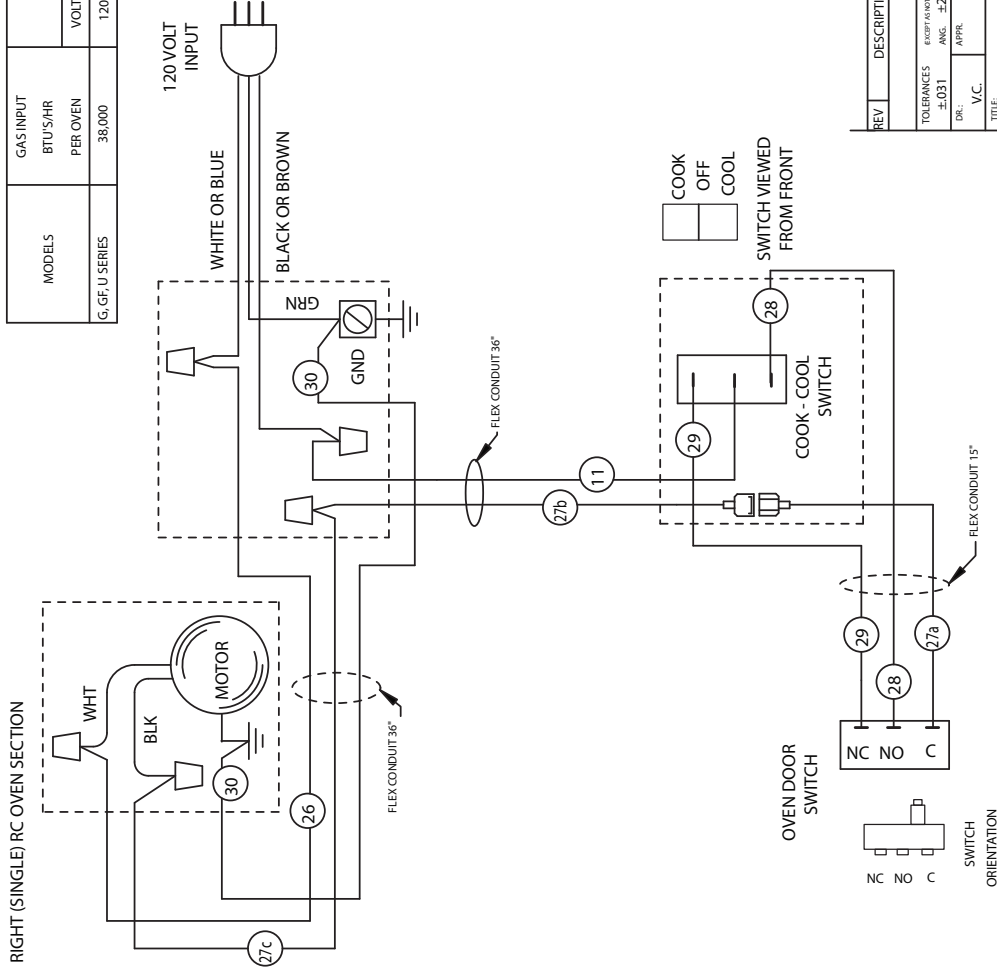 RIGHT (SINGLE) RC OVEN SECTION
MODELS
GAS INPUT
BTU'S/HR
PER OVEN
VOLT
G, GF, U SERIES
38,000
120
120 VOLT
INPUT
WHITE OR BLUE
BLACK OR BROWN
GRN
GND
30
WHT
BLK
MOTOR
30
26
27c
FLEX CONDUIT 36"
FLEX CONDUIT 36"
27b
11
COOK
OFF
COOL
SWITCH VIEWED
FROM FRONT
28
29
COOK - COOL
SWITCH
FLEX CONDUIT 15"
29
28
27a
OVEN DOOR
SWITCH
NC
NO
C
NC
NO
C
SWITCH
ORIENTATION
REV
DESCRIPTI
TOLERANCES
EXCEPT AS NOT
±.031
ANG.
±2
DR.:
V.C.
APPR.
TITLE: